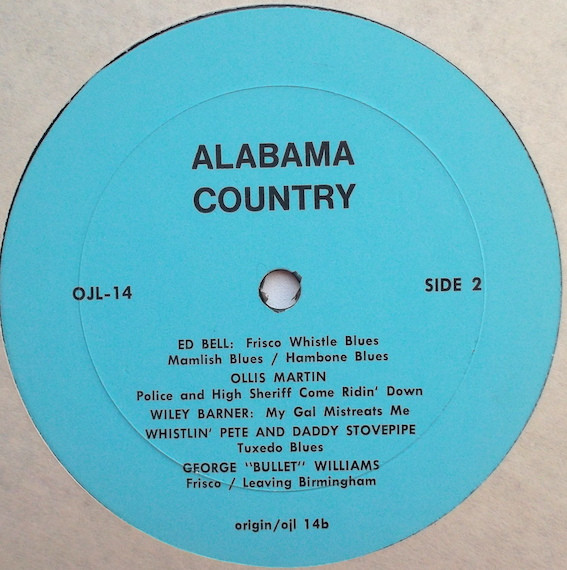 ALABAMA
COUNTRY
OJL-14
SIDE 2
ED BELL: Frisco Whistle Blues
Mamlish Blues / Hambone Blues
OLLIS MARTIN
Police and High Sheriff Come Ridin' Down
WILEY BARNER: My Gal Mistreats Me
WHISTLIN' PETE AND DADDY STOVEPIPE
Tuxedo Blues
GEORGE "BULLET" WILLIAMS
Frisco / Leaving Birmingham
origin/ojl 14b